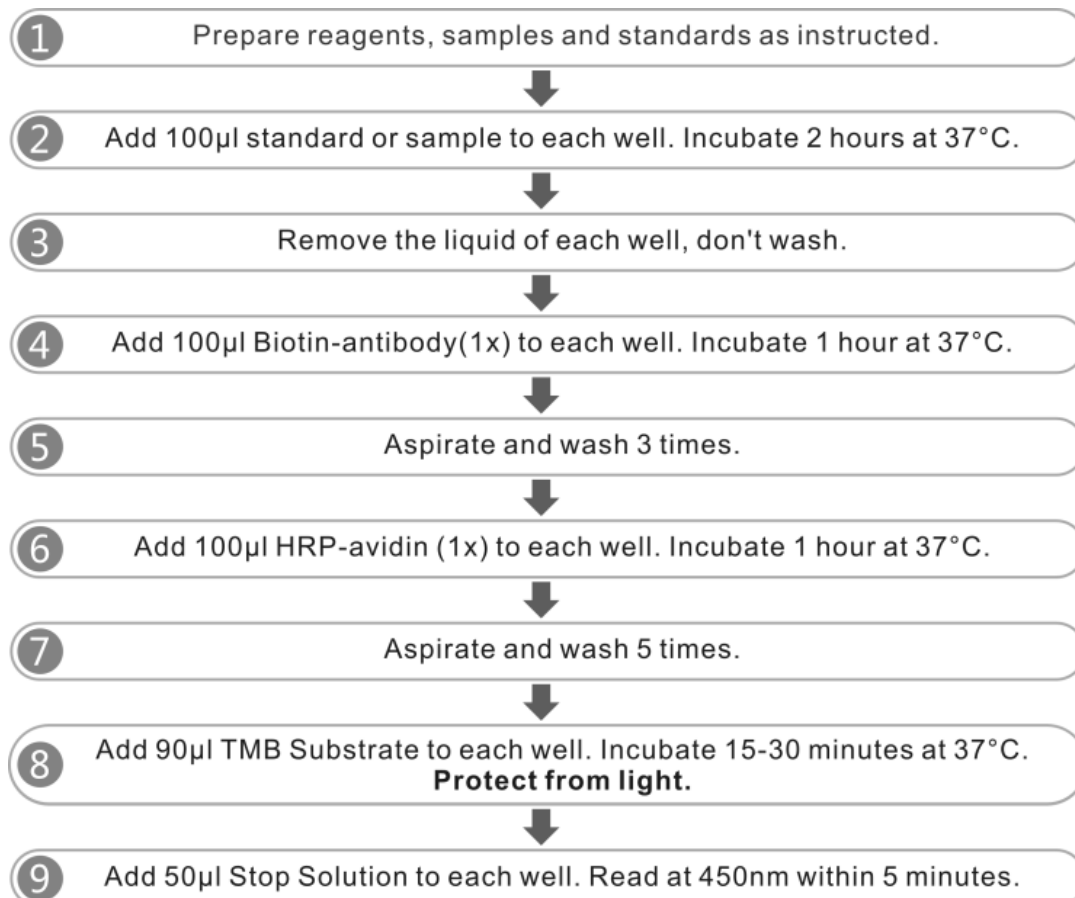 1 Prepare reagents, samples and standards as instructed.
2 Add 100µl standard or sample to each well. Incubate 2 hours at 37°C.
3 Remove the liquid of each well, don't wash.
4 Add 100µl Biotin-antibody(1x) to each well. Incubate 1 hour at 37°C.
5 Aspirate and wash 3 times.
6 Add 100µl HRP-avidin (1x) to each well. Incubate 1 hour at 37°C.
7 Aspirate and wash 5 times.
8 Add 90µl TMB Substrate to each well. Incubate 15-30 minutes at 37°C.
Protect from light.
9 Add 50µl Stop Solution to each well. Read at 450nm within 5 minutes.